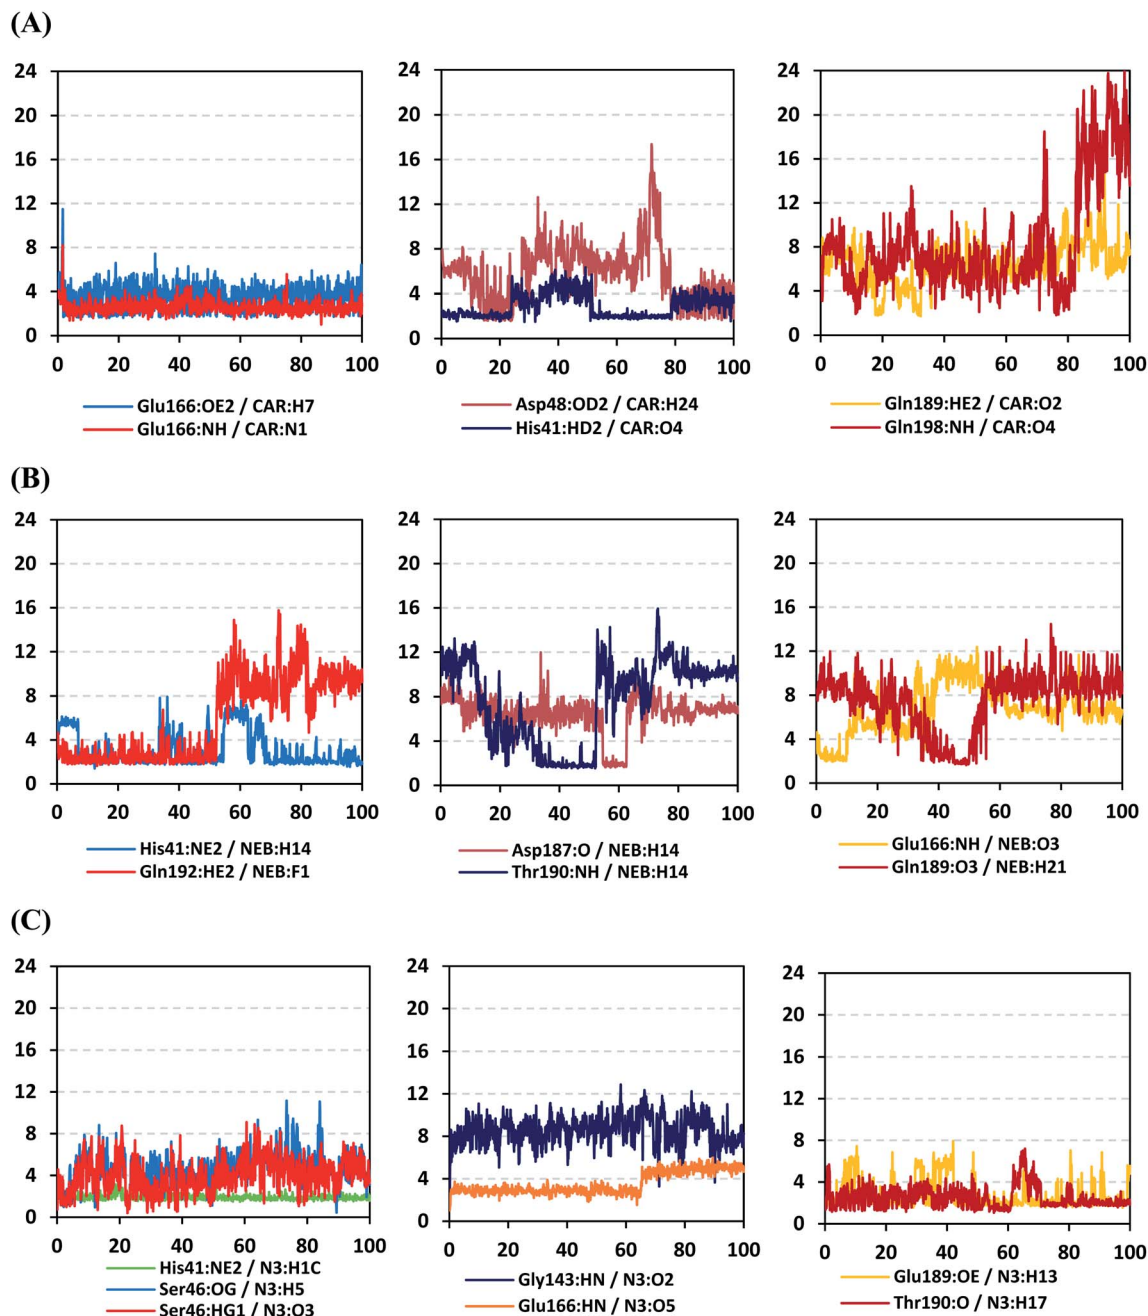 (A)
24
20
16
12
8
4
0
0 20 40 60 80 100
Glu166:OE2 / CAR:H7
Glu166:NH / CAR:N1
24
20
16
12
8
4
0
0 20 40 60 80 100
Asp48:OD2 / CAR:H24
His41:HD2 / CAR:O4
24
20
16
12
8
4
0
0 20 40 60 80 100
Gln189:HE2 / CAR:O2
Gln198:NH / CAR:O4
(B)
24
20
16
12
8
4
0
0 20 40 60 80 100
His41:NE2 / NEB:H14
Gln192:HE2 / NEB:F1
24
20
16
12
8
4
0
0 20 40 60 80 100
Asp187:O / NEB:H14
Thr190:NH / NEB:H14
24
20
16
12
8
4
0
0 20 40 60 80 100
Glu166:NH / NEB:O3
Gln189:O3 / NEB:H21
(C)
24
20
16
12
8
4
0
0 20 40 60 80 100
His41:NE2 / N3:H1C
Ser46:OG / N3:H5
Ser46:HG1 / N3:O3
24
20
16
12
8
4
0
0 20 40 60 80 100
Gly143:HN / N3:O2
Glu166:HN / N3:O5
24
20
16
12
8
4
0
0 20 40 60 80 100
Glu189:OE / N3:H13
Thr190:O / N3:H17